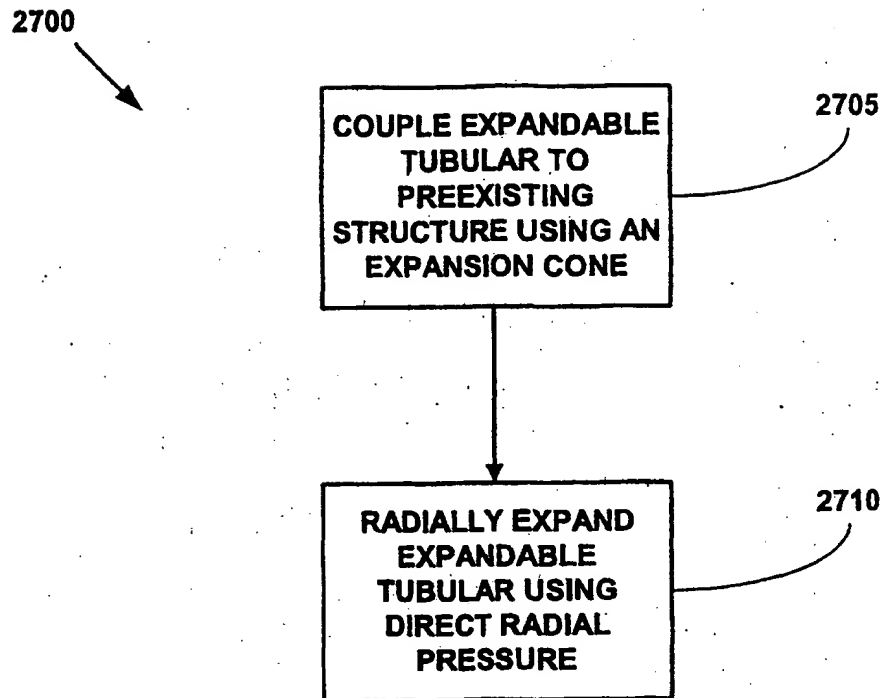 2700
COUPLE EXPANDABLE
TUBULAR TO
PREEXISTING
STRUCTURE USING AN
EXPANSION CONE
2705
RADIALLY EXPAND
EXPANDABLE
TUBULAR USING
DIRECT RADIAL
PRESSURE
2710